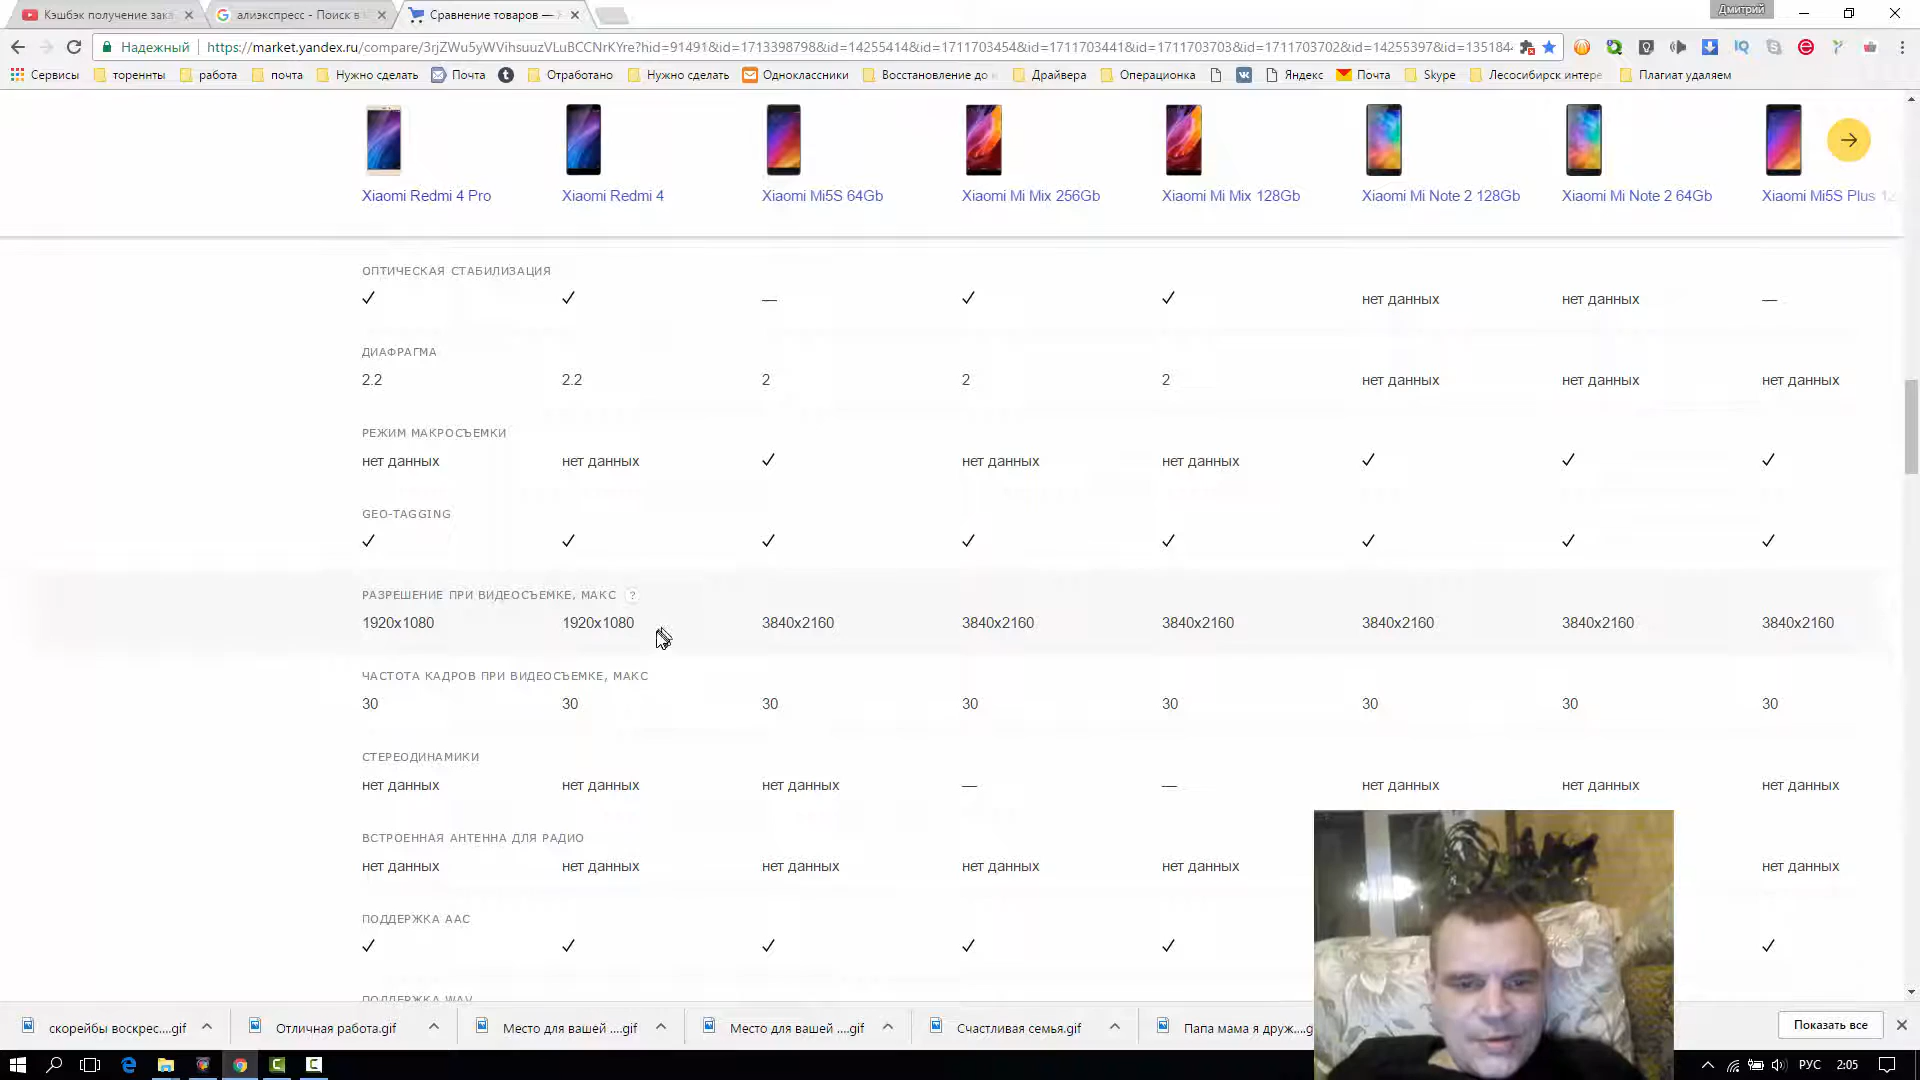 Кэшбэк получение зака
алиэкспресс - Поиск в
Сравнение товаров —
Дмитрий
Надежный
https://market.yandex.ru/compare/3rjZWu5yWVihsuuzVLuBCCNrKYre?hid=91491&id=1713398798&id=14255414&id=1711703454&id=1711703441&id=1711703703&id=1711703702&id=14255397&id=1351844
Сервисы тореннты работа почта Нужно сделать Почта Отработано Нужно сделать Одноклассники Восстановление до Драйвера Операционка Яндекс Почта Skype Лесосибирск интере Плагиат удаляем
Xiaomi Redmi 4 Pro Xiaomi Redmi 4 Xiaomi Mi5S 64Gb Xiaomi Mi Mix 256Gb Xiaomi Mi Mix 128Gb Xiaomi Mi Note 2 128Gb Xiaomi Mi Note 2 64Gb Xiaomi Mi5S Plus 12
ОПТИЧЕСКАЯ СТАБИЛИЗАЦИЯ
✓ ✓ — ✓ ✓ нет данных нет данных —
ДИАФРАГМА
2.2 2.2 2 2 2 нет данных нет данных нет данных
РЕЖИМ МАКРОСЪЕМКИ
нет данных нет данных ✓ нет данных нет данных ✓ ✓ ✓
GEO-TAGGING
✓ ✓ ✓ ✓ ✓ ✓ ✓ ✓
РАЗРЕШЕНИЕ ПРИ ВИДЕОСЪЕМКЕ, МАКС ?
1920x1080 1920x1080 3840x2160 3840x2160 3840x2160 3840x2160 3840x2160 3840x2160
ЧАСТОТА КАДРОВ ПРИ ВИДЕОСЪЕМКЕ, МАКС
30 30 30 30 30 30 30 30
СТЕРЕОДИНАМИКИ
нет данных нет данных нет данных — — нет данных нет данных нет данных
ВСТРОЕННАЯ АНТЕННА ДЛЯ РАДИО
нет данных нет данных нет данных нет данных нет данных нет данных
ПОДДЕРЖКА AAC
✓ ✓ ✓ ✓ ✓ ✓
ПОДДЕРЖКА WAV
скорейбы воскрес....gif Отличная работа.gif Место для вашей ....gif Место для вашей ....gif Счастливая семья.gif Папа мама я друж....g Показать все
РУС 2:05